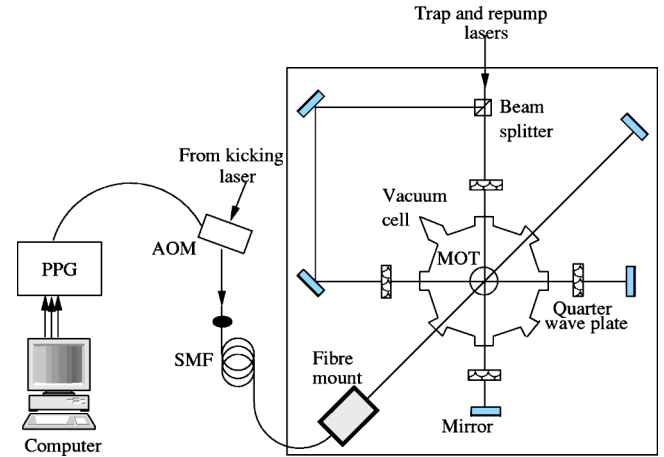 Trap and repump
lasers
Beam
splitter
From kicking
laser
Vacuum
cell
AOM
MOT
PPG
Quarter
wave plate
SMF
Fibre
mount
Mirror
Computer